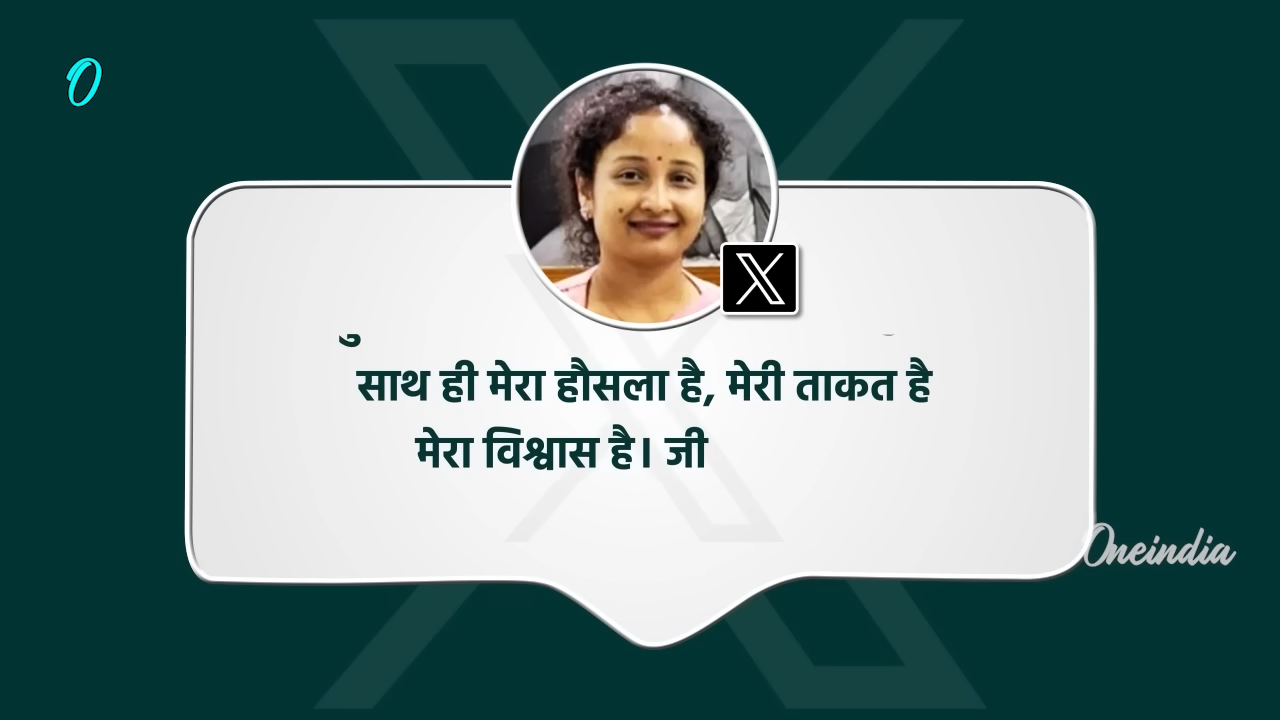 साथ ही मेरा हौसला है, मेरी ताकत है
मेरा विश्वास है। जी
Oneindia